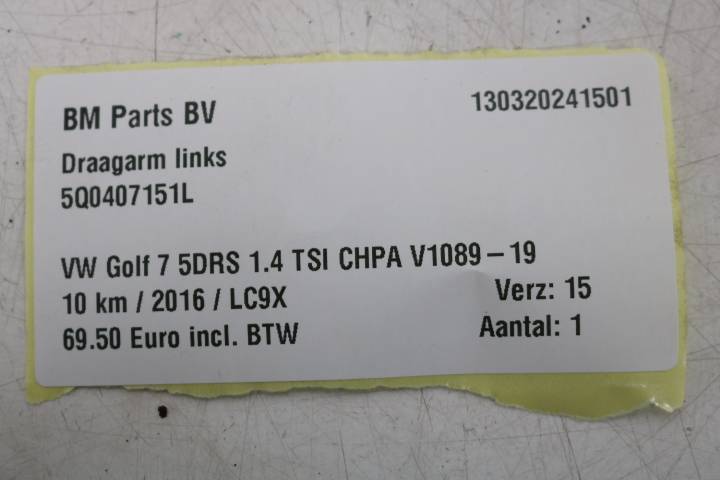 BM Parts BV 130320241501
Draagarm links
5Q0407151L
VW Golf 7 5DRS 1.4 TSI CHPA V1089-19
10 km / 2016 / LC9X Verz: 15
69.50 Euro incl. BTW Aantal: 1